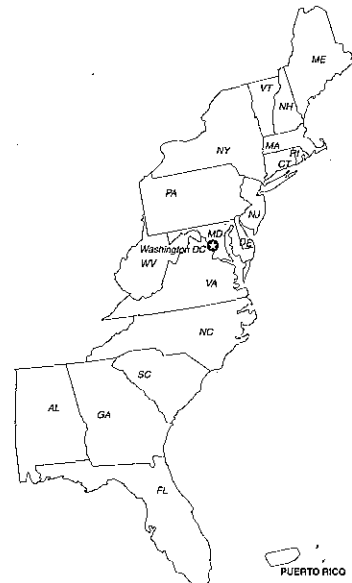 ME
VT
NH
NY
MA
RI
CT
PA
NJ
MD
DE
Washington DC
WV
VA
NC
SC
AL
GA
FL
PUERTO RICO